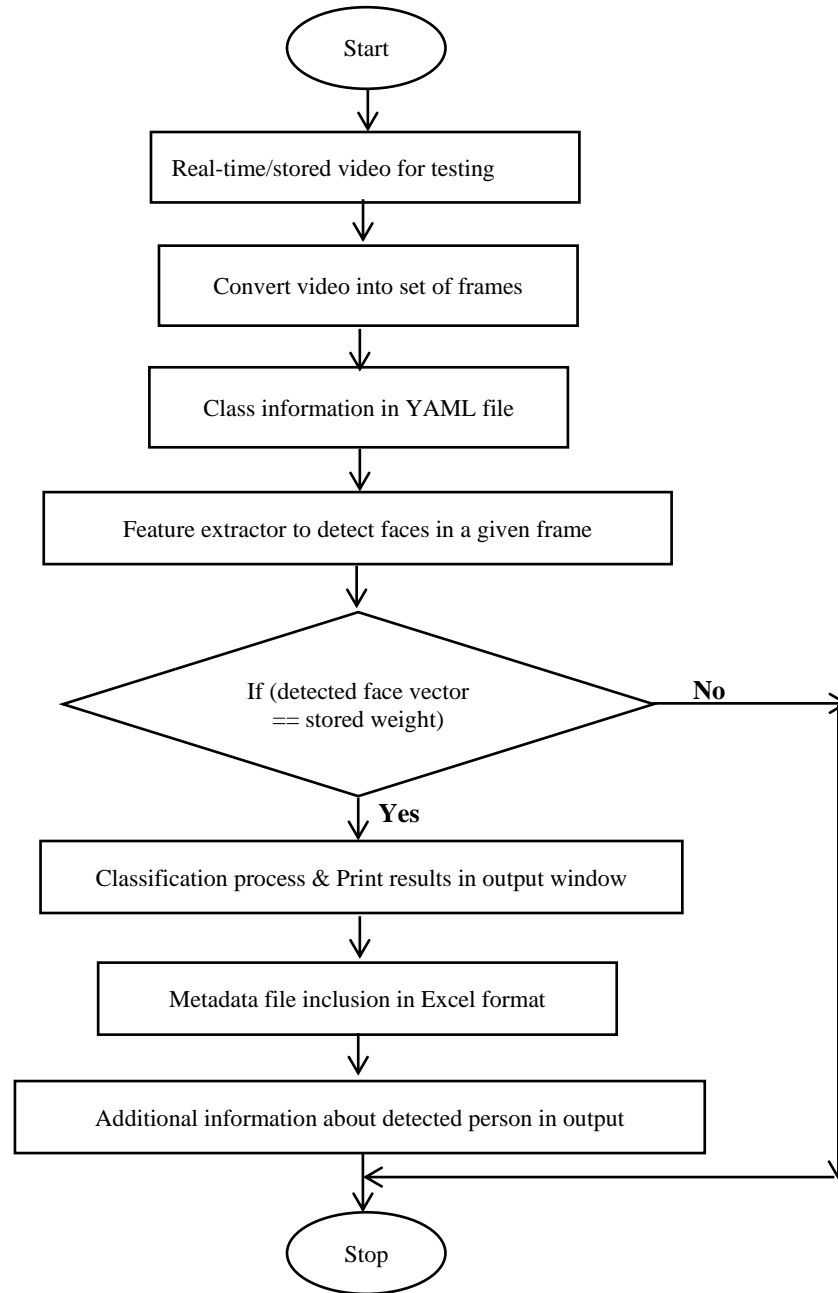 Start
Real-time/stored video for testing
Convert video into set of frames
Class information in YAML file
Feature extractor to detect faces in a given frame
If (detected face vector
== stored weight)
No
Yes
Classification process & Print results in output window
Metadata file inclusion in Excel format
Additional information about detected person in output
Stop